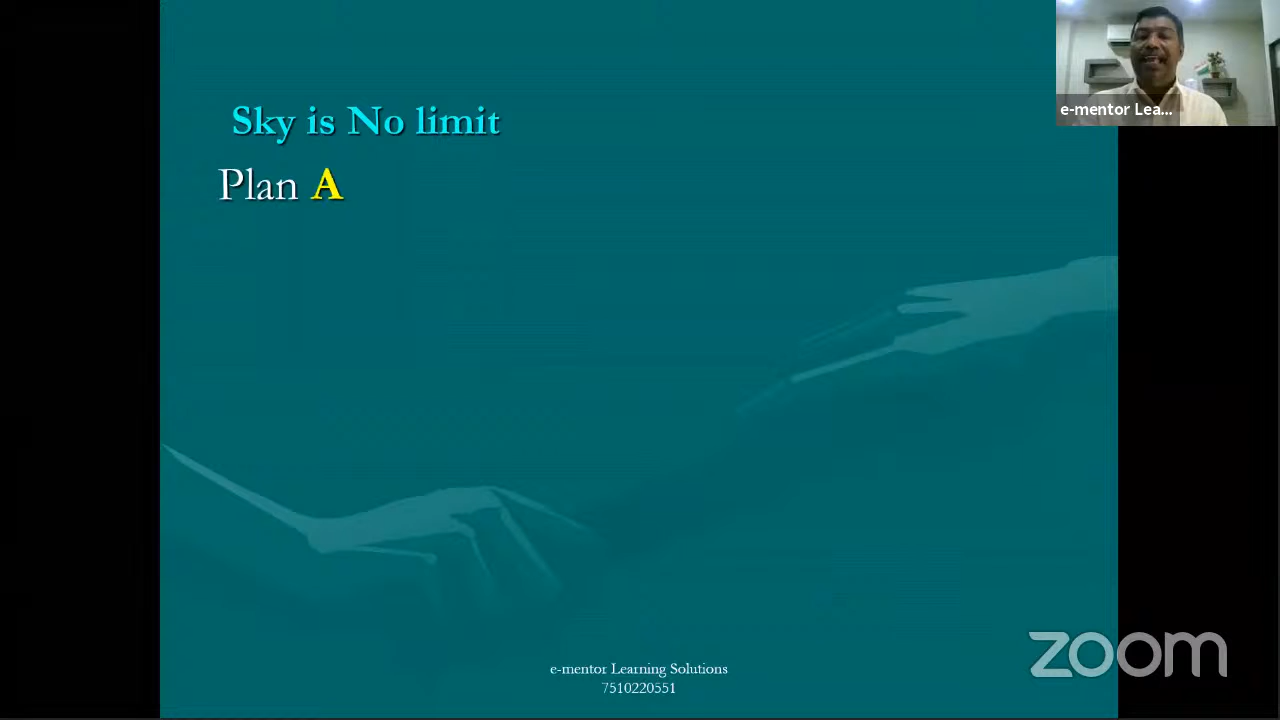 Sky is No limit
Plan A
e-mentor Lea...
e-mentor Learning Solutions
7510220551
zoom